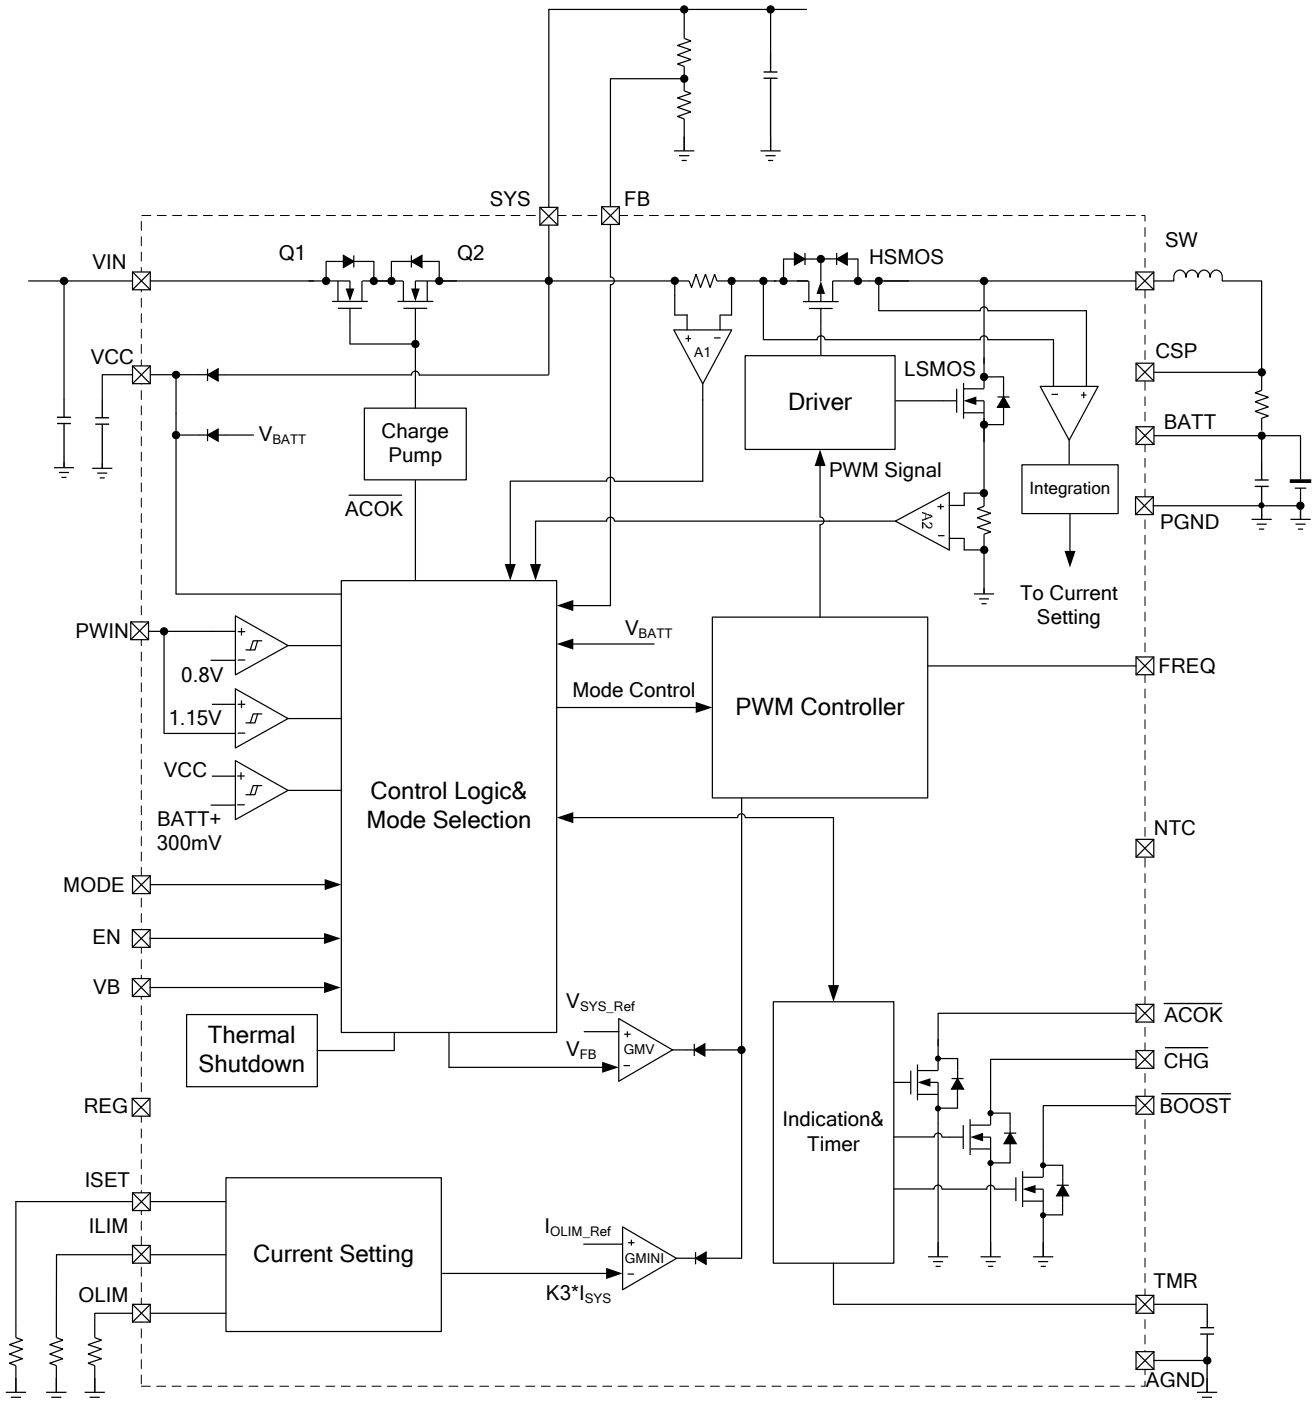 SYS
FB
SW
VIN
Q1
Q2
HSMOS
CSP
VCC
A1
LSMOS
Driver
− +
BATT
V_BATT
Charge
Pump
PWM Signal
Integration
ACOK
A2
PGND
To Current
Setting
PWIN
+
−
0.8V
V_BATT
FREQ
Mode Control
PWM Controller
+
1.15V
−
VCC
+
−
BATT+
300mV
Control Logic&
Mode Selection
NTC
MODE
EN
VB
V_SYS_Ref
+
GMV
V_FB
−
Thermal
Shutdown
ACOK
CHG
REG
BOOST
Indication&
Timer
ISET
ILIM
Current Setting
I_OLIM_Ref
+
GMINI
−
K3*I_SYS
OLIM
TMR
AGND